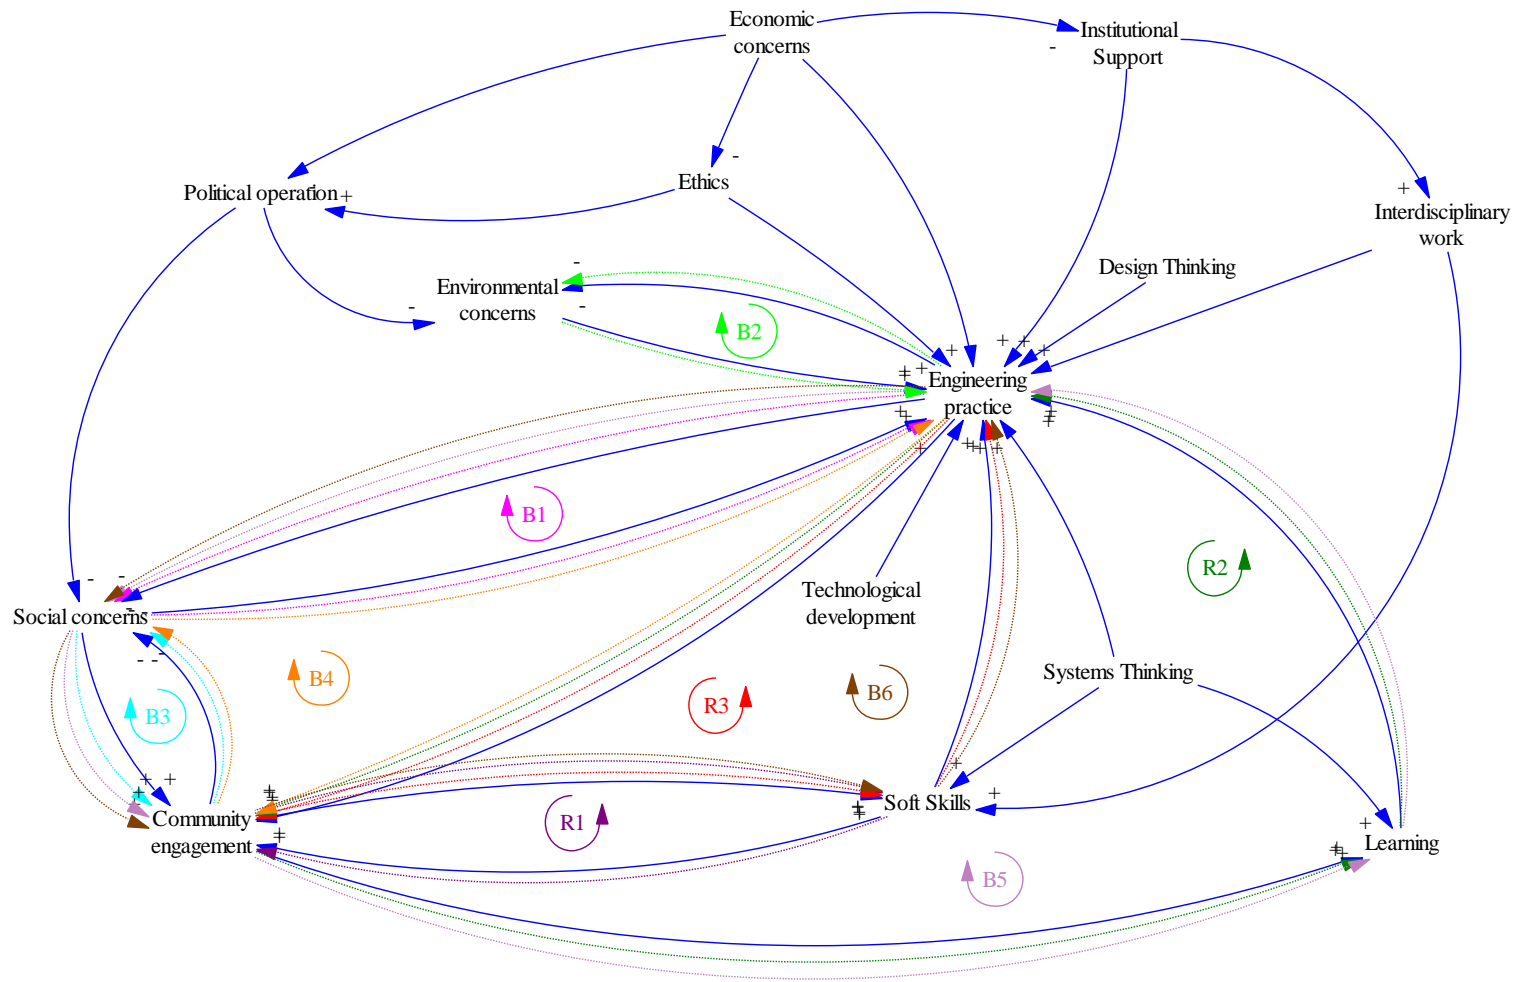 Economic
concerns
Institutional
Support
-
-
Political operation
-
+
Ethics
+
Interdisciplinary
work
Design Thinking
-
Environmental
concerns
-
-
B2
+
+
+
+
+
Engineering
practice
B1
R2
-
-
Social concerns
Technological
development
- -
B4
B3
R3
B6
Systems Thinking
+
+
+
Community
engagement
R1
+
Soft Skills
+
+
Learning
B5